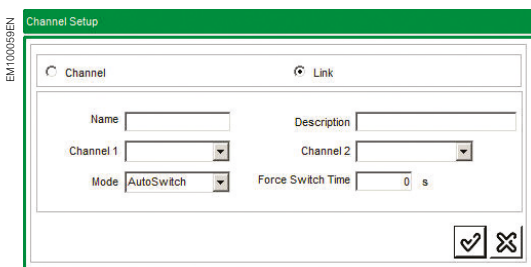 EM100059EN
Channel Setup
Channel
Link
Name
Description
Channel 1
Channel 2
Mode AutoSwitch
Force Switch Time 0 s